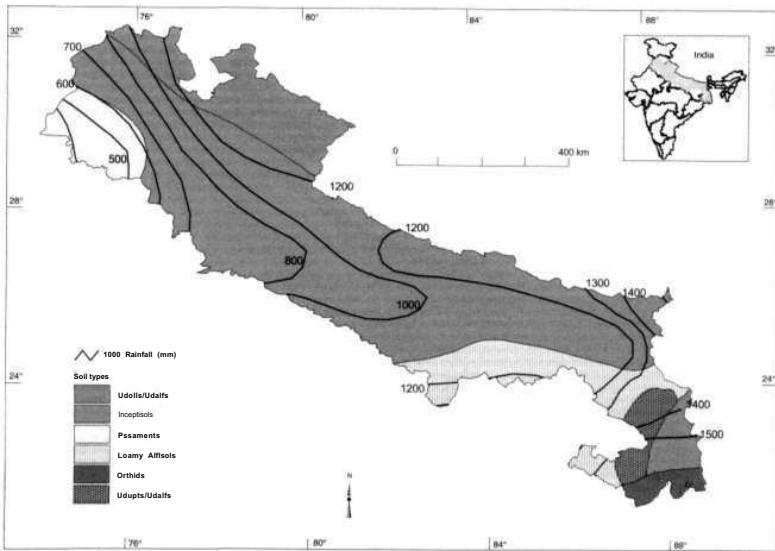 76° 80° 84° 88°
32° 32°
India
700
600
500
0 400 km
1200
28° 28°
1200
800
1300
1400
1000
1000 Rainfall (mm)
Soil types
24° 24°
1200
Udolls/Udalfs
Inceptisols
1400
Pssaments
1500
Loamy Alfisols
Orthids
N
Udupts/Udalfs
76° 80° 84° 88°